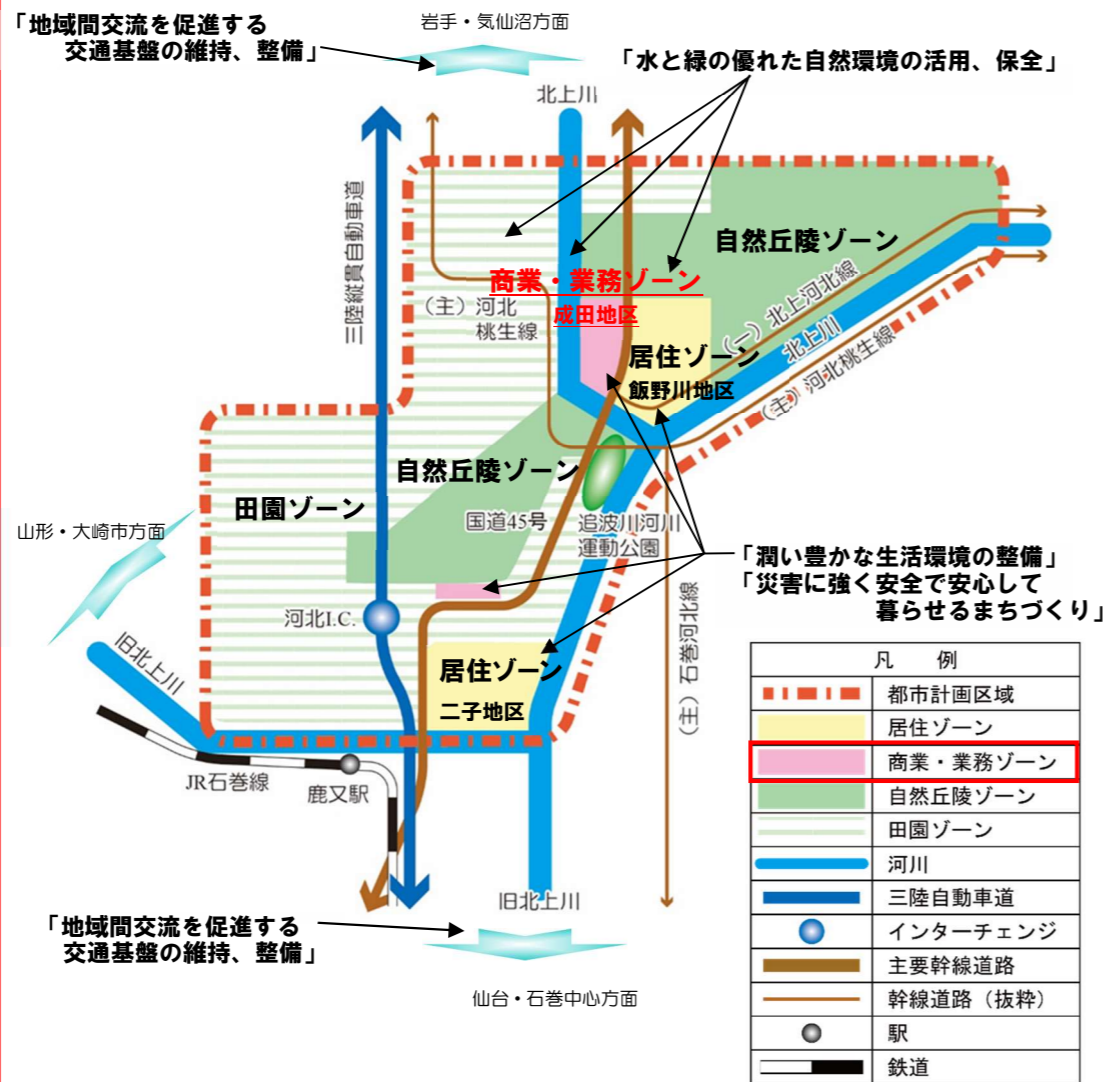 「地域間交流を促進する
交通基盤の維持、整備」
岩手・気仙沼方面
「水と緑の優れた自然環境の活用、保全」
北上川
三陸縦貫自動車道
自然丘陵ゾーン
商業・業務ゾーン
成田地区
（主）河北
桃生線
（一）北上河北線
北上川
（主）河北桃生線
居住ゾーン
飯野川地区
自然丘陵ゾーン
田園ゾーン
国道45号
追波川河川
運動公園
山形・大崎市方面
「潤い豊かな生活環境の整備」
「災害に強く安全で安心して
暮らせるまちづくり」
河北I.C.
（主）石巻河北線
旧北上川
居住ゾーン
二子地区
JR石巻線
鹿又駅
旧北上川
「地域間交流を促進する
交通基盤の維持、整備」
仙台・石巻中心方面
凡　例
都市計画区域
居住ゾーン
商業・業務ゾーン
自然丘陵ゾーン
田園ゾーン
河川
三陸自動車道
インターチェンジ
主要幹線道路
幹線道路（抜粋）
駅
鉄道